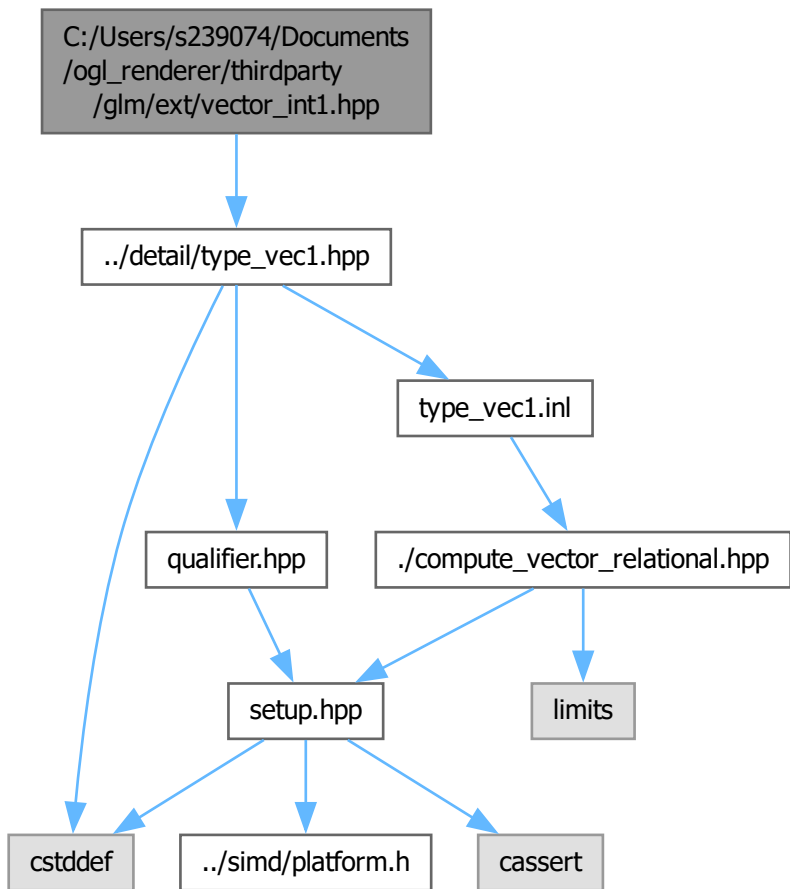 C:/Users/s239074/Documents
/ogl_renderer/thirdparty
/glm/ext/vector_int1.hpp
../detail/type_vec1.hpp
type_vec1.inl
qualifier.hpp
./compute_vector_relational.hpp
setup.hpp
limits
cstddef
../simd/platform.h
cassert